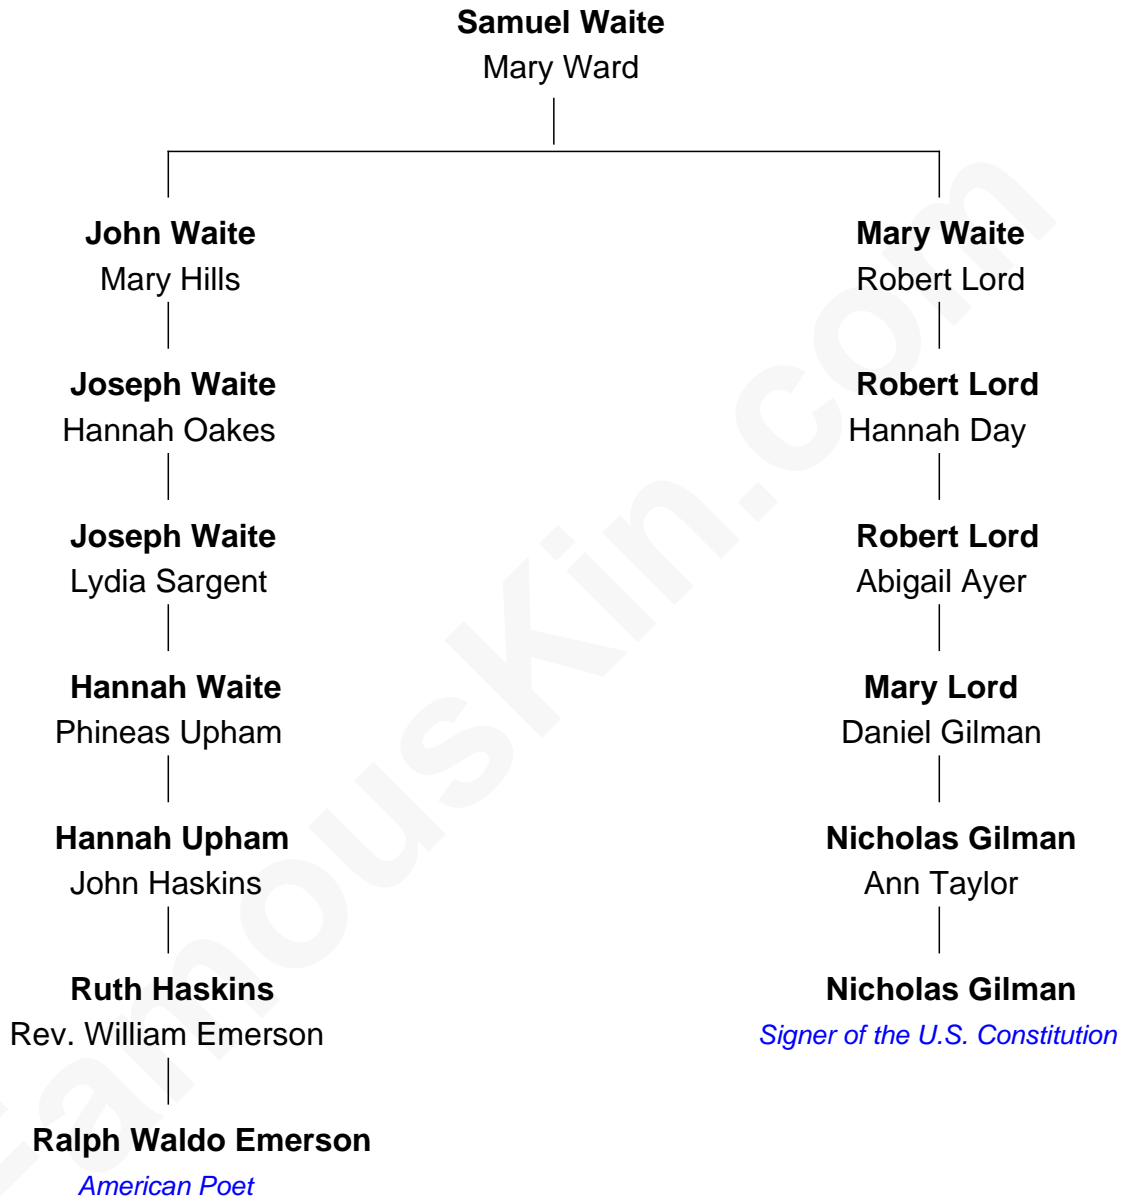 Samuel Waite
Mary Ward
John Waite
Mary Hills
Mary Waite
Robert Lord
Joseph Waite
Hannah Oakes
Robert Lord
Hannah Day
Joseph Waite
Lydia Sargent
Robert Lord
Abigail Ayer
Hannah Waite
Phineas Upham
Mary Lord
Daniel Gilman
Hannah Upham
John Haskins
Nicholas Gilman
Ann Taylor
Ruth Haskins
Rev. William Emerson
Nicholas Gilman
Signer of the U.S. Constitution
Ralph Waldo Emerson
American Poet
FamousKin.com